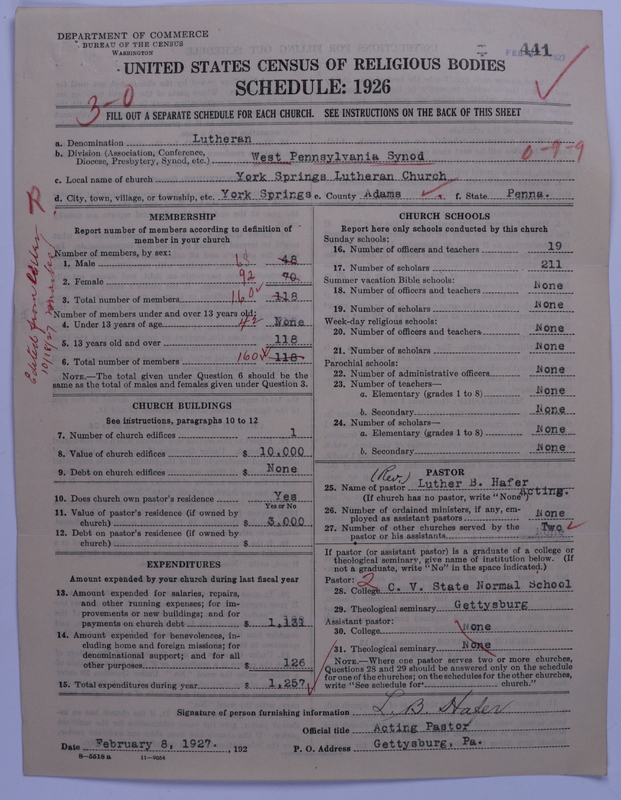 DEPARTMENT OF COMMERCE
BUREAU OF THE CENSUS
WASHINGTON
441
UNITED STATES CENSUS OF RELIGIOUS BODIES
SCHEDULE: 1926
3-0
FILL OUT A SEPARATE SCHEDULE FOR EACH CHURCH. SEE INSTRUCTIONS ON THE BACK OF THIS SHEET
a. Denomination Lutheran
b. Division (Association, Conference, Diocese, Presbytery, Synod, etc.) West Pennsylvania Synod 0-9-9
c. Local name of church York Springs Lutheran Church
d. City, town, village, or township, etc. York Springs e. County Adams f. State Penna.
MEMBERSHIP
Report number of members according to definition of
member in your church
Number of members, by sex:
1. Male 68 48
2. Female 92 70
3. Total number of members 160 118
Number of members under and over 13 years old:
4. Under 13 years of age 42 None
5. 13 years old and over 118
6. Total number of members 160 118
NOTE.—The total given under Question 6 should be the
same as the total of males and females given under Question 3.
10/18/27
CHURCH BUILDINGS
See instructions, paragraphs 10 to 12
7. Number of church edifices 1
8. Value of church edifices $ 10,000
9. Debt on church edifices $ None
10. Does church own pastor's residence Yes
Yes or No
11. Value of pastor's residence (if owned by
church) $ 3,000
12. Debt on pastor's residence (if owned by
church) $
EXPENDITURES
Amount expended by your church during last fiscal year
13. Amount expended for salaries, repairs,
and other running expenses; for im-
provements or new buildings; and for
payments on church debt $ 1,131
14. Amount expended for benevolences, in-
cluding home and foreign missions; for
denominational support; and for all
other purposes $ 126
15. Total expenditures during year $ 1,257
CHURCH SCHOOLS
Report here only schools conducted by this church
Sunday schools:
16. Number of officers and teachers 19
17. Number of scholars 211
Summer vacation Bible schools:
18. Number of officers and teachers None
19. Number of scholars None
Week-day religious schools:
20. Number of officers and teachers None
21. Number of scholars None
Parochial schools:
22. Number of administrative officers None
23. Number of teachers—
a. Elementary (grades 1 to 8) None
b. Secondary None
24. Number of scholars—
a. Elementary (grades 1 to 8) None
b. Secondary None
PASTOR
25. Name of pastor (Rev.) Luther B. Hafer
(If church has no pastor, write "None") Acting.
26. Number of ordained ministers, if any, em-
ployed as assistant pastors None
27. Number of other churches served by the
pastor or his assistants Two
If pastor (or assistant pastor) is a graduate of a college or
theological seminary, give name of institution below. (If
not a graduate, write "No" in the space indicated.)
Pastor: 2
28. College C. V. State Normal School
29. Theological seminary Gettysburg
Assistant pastor:
30. College None
31. Theological seminary None
NOTE.—Where one pastor serves two or more churches,
Questions 28 and 29 should be answered only on the schedule
for one of the churches; on the schedules for the other churches,
write "See schedule for church."
Signature of person furnishing information L. B. Hafer
Official title Acting Pastor
Date February 8, 1927. , 192 P. O. Address Gettysburg, Pa.
8—5518 a 11—9054